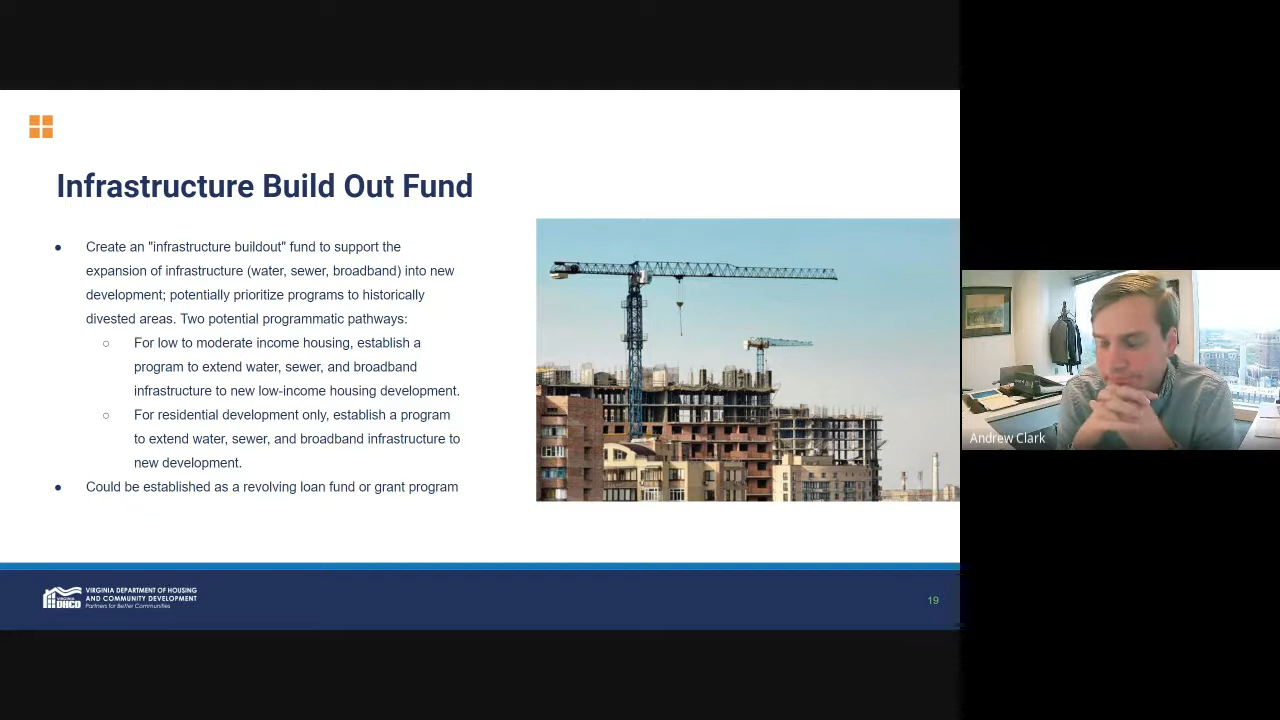 Infrastructure Build Out Fund
● Create an "infrastructure buildout" fund to support the
expansion of infrastructure (water, sewer, broadband) into new
development; potentially prioritize programs to historically
divested areas. Two potential programmatic pathways:
○ For low to moderate income housing, establish a
program to extend water, sewer, and broadband
infrastructure to new low-income housing development.
○ For residential development only, establish a program
to extend water, sewer, and broadband infrastructure to
new development.
● Could be established as a revolving loan fund or grant program
VIRGINIA
DHCD
VIRGINIA DEPARTMENT OF HOUSING
AND COMMUNITY DEVELOPMENT
Partners for Better Communities
19
Andrew Clark